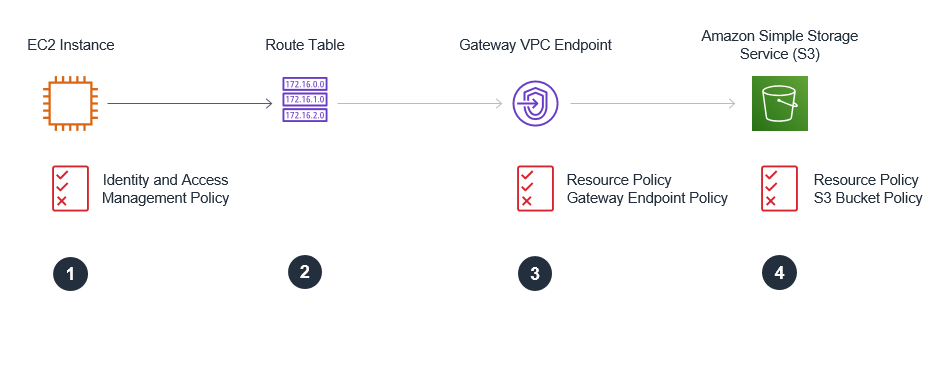 EC2 Instance
Route Table
Gateway VPC Endpoint
Amazon Simple Storage
Service (S3)
172.16.0.0
172.16.1.0
172.16.2.0
Identity and Access
Management Policy
Resource Policy
Gateway Endpoint Policy
Resource Policy
S3 Bucket Policy
1
2
3
4